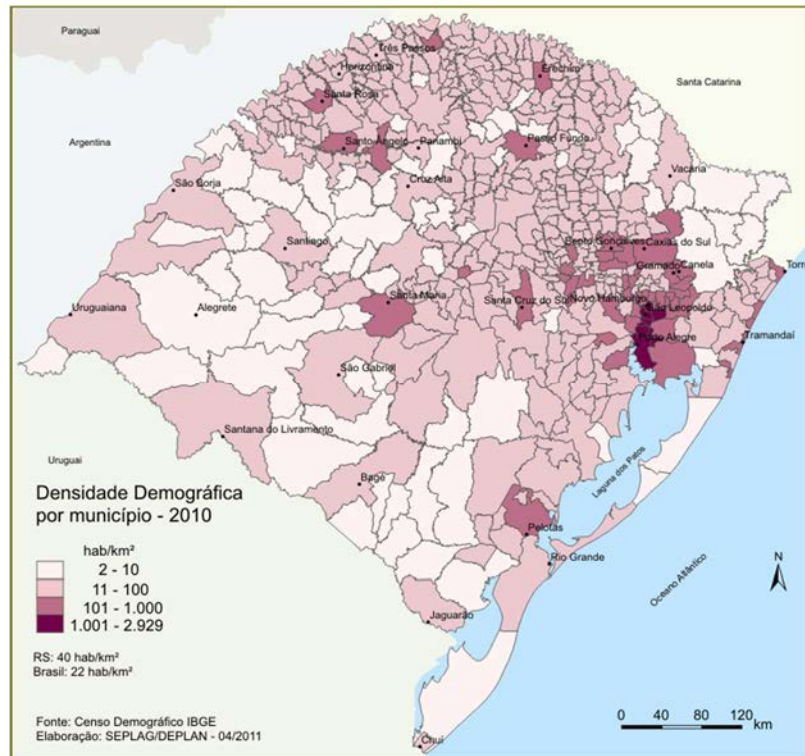 Paraguai
Três Passos
Horizontina
Erechim
Santa Catarina
Santa Rosa
Argentina
Santo Ângelo
Panambi
Passo Fundo
Vacaria
São Borja
Cruz Alta
Santiago
Bento Gonçalves
Caxias do Sul
Gramado
Canela
Torr
Santa Maria
Santa Cruz do Sul
Novo Hamburgo
São Leopoldo
Uruguaiana
Alegrete
Porto Alegre
Tramandaí
São Gabriel
Santana do Livramento
Uruguai
Laguna dos Patos
Bagé
Densidade Demográfica
por município - 2010
Pelotas
hab/km²
2 - 10
11 - 100
101 - 1.000
1.001 - 2.929
Rio Grande
Oceano Atlântico
N
Jaguarão
RS: 40 hab/km²
Brasil: 22 hab/km²
Fonte: Censo Demográfico IBGE
Elaboração: SEPLAG/DEPLAN - 04/2011
Chuí
0 40 80 120
km